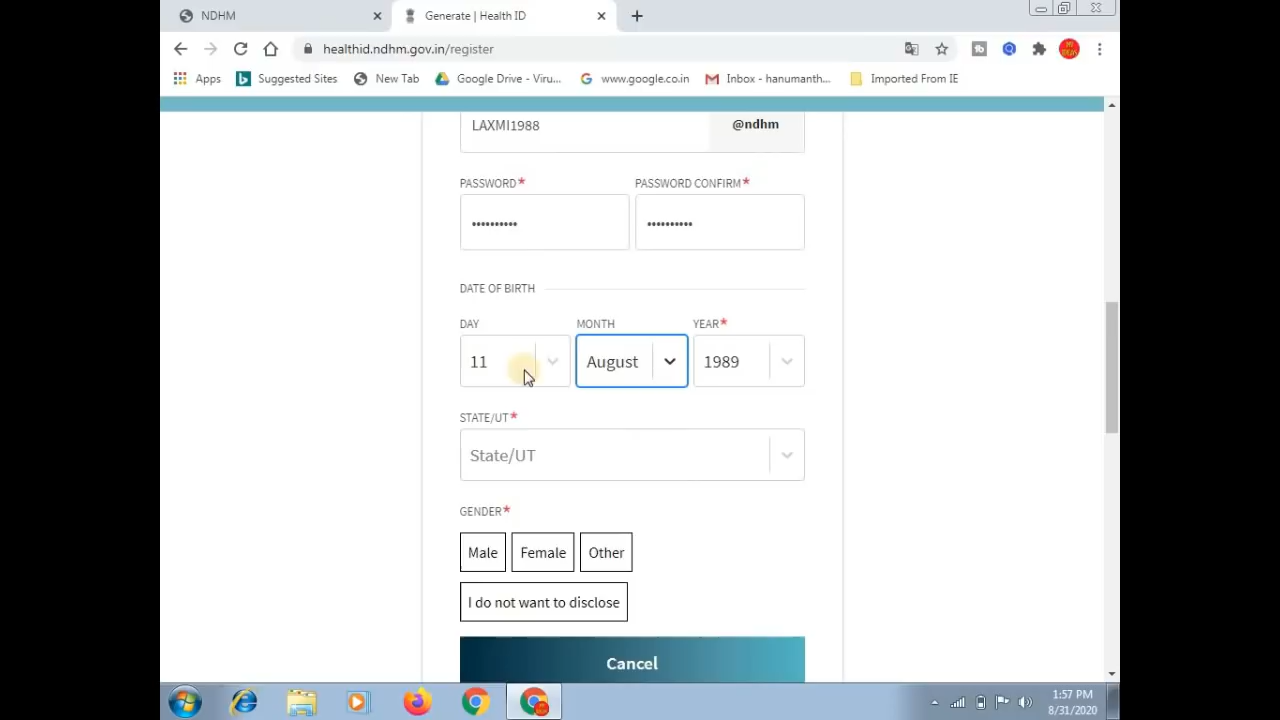 NDHM
Generate | Health ID
healthid.ndhm.gov.in/register
Apps
Suggested Sites
New Tab
Google Drive - Viru...
www.google.co.in
Inbox - hanumanth...
Imported From IE
LAXMI1988
@ndhm
PASSWORD* PASSWORD CONFIRM*
•••••••••• ••••••••••
DATE OF BIRTH
DAY MONTH YEAR*
11 August 1989
STATE/UT*
State/UT
GENDER*
Male Female Other
I do not want to disclose
Cancel
1:57 PM
8/31/2020